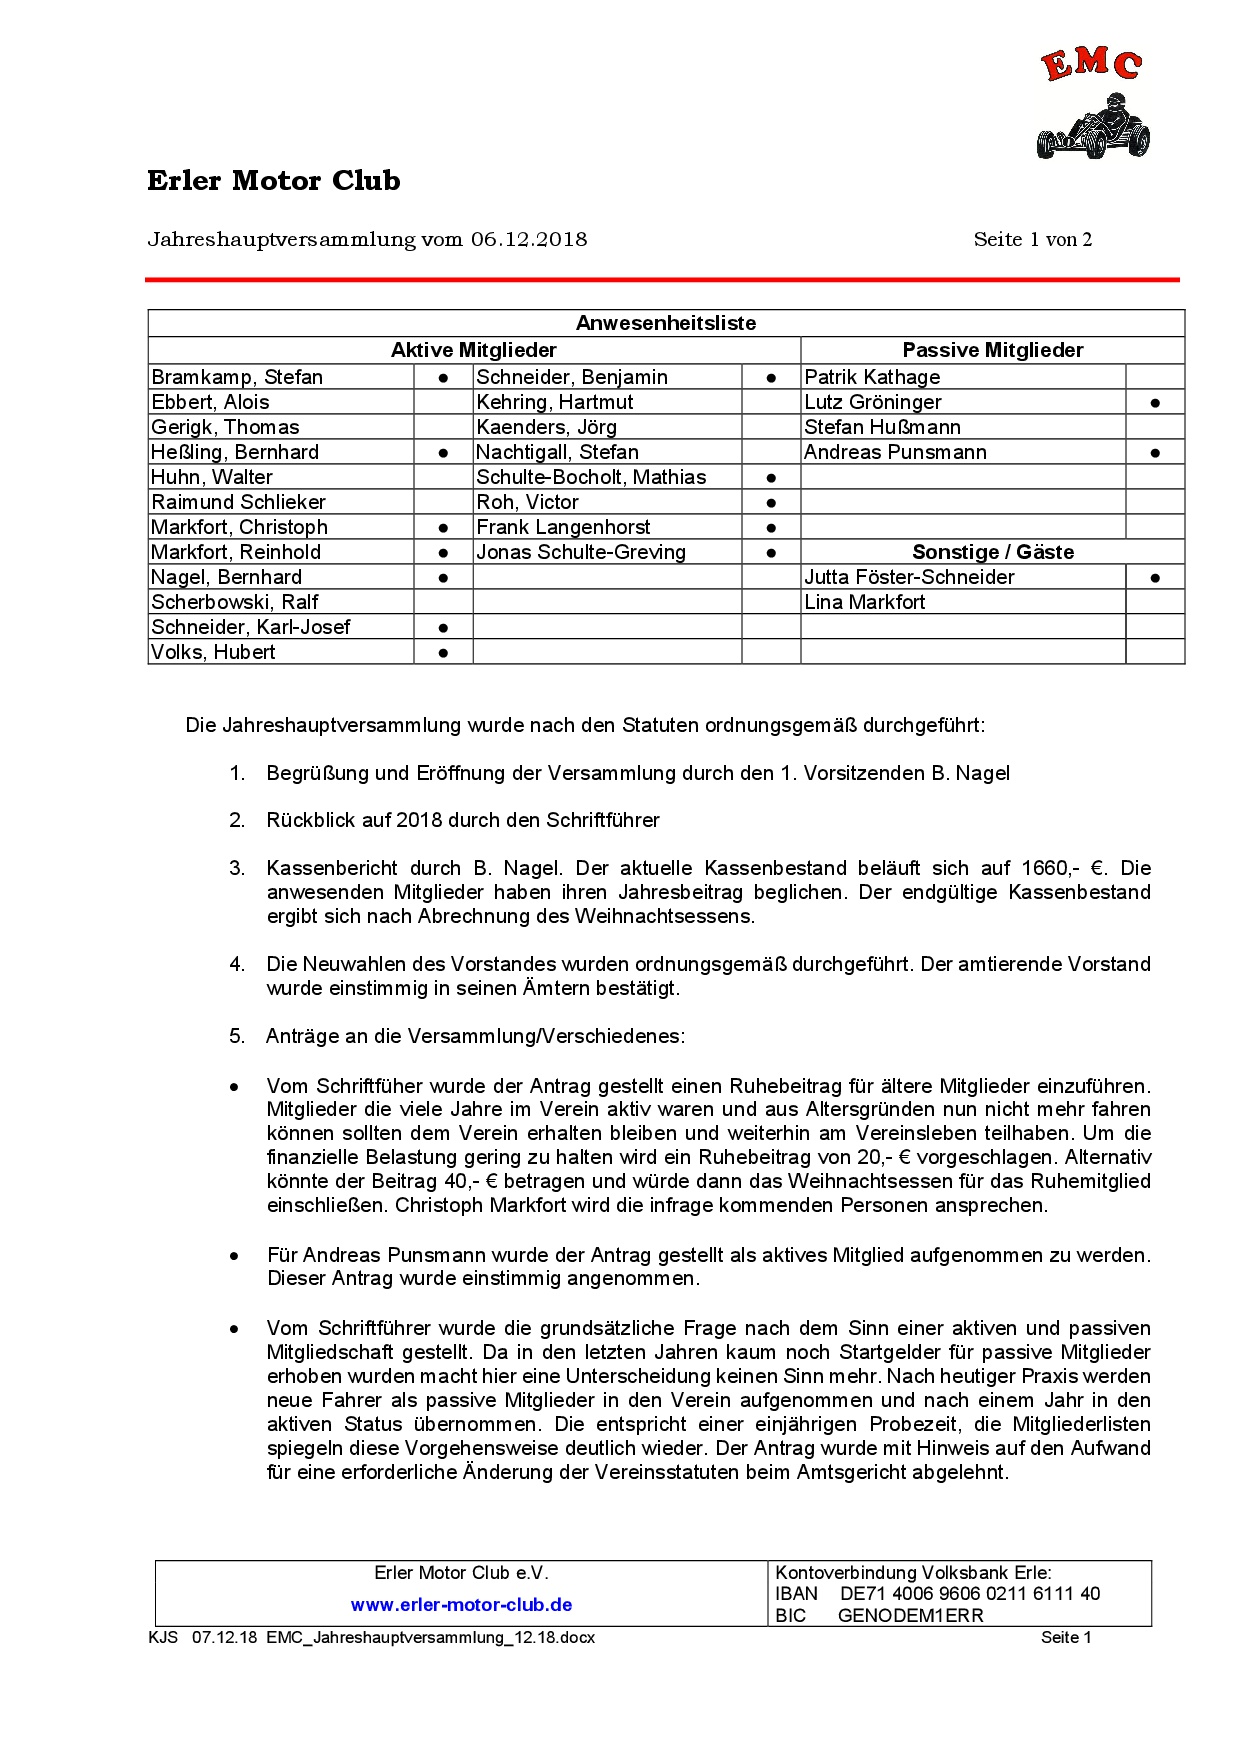 EMC
Erler Motor Club
Jahreshauptversammlung vom 06.12.2018 Seite 1 von 2
Anwesenheitsliste
Aktive Mitglieder Passive Mitglieder
Bramkamp, Stefan ● Schneider, Benjamin ● Patrik Kathage
Ebbert, Alois Kehring, Hartmut Lutz Gröninger ●
Gerigk, Thomas Kaenders, Jörg Stefan Hußmann
Heßling, Bernhard ● Nachtigall, Stefan Andreas Punsmann ●
Huhn, Walter Schulte-Bocholt, Mathias ●
Raimund Schlieker Roh, Victor ●
Markfort, Christoph ● Frank Langenhorst ●
Markfort, Reinhold ● Jonas Schulte-Greving ● Sonstige / Gäste
Nagel, Bernhard ● Jutta Föster-Schneider ●
Scherbowski, Ralf Lina Markfort
Schneider, Karl-Josef ●
Volks, Hubert ●
Die Jahreshauptversammlung wurde nach den Statuten ordnungsgemäß durchgeführt:
1. Begrüßung und Eröffnung der Versammlung durch den 1. Vorsitzenden B. Nagel
2. Rückblick auf 2018 durch den Schriftführer
3. Kassenbericht durch B. Nagel. Der aktuelle Kassenbestand beläuft sich auf 1660,- €. Die
anwesenden Mitglieder haben ihren Jahresbeitrag beglichen. Der endgültige Kassenbestand
ergibt sich nach Abrechnung des Weihnachtsessens.
4. Die Neuwahlen des Vorstandes wurden ordnungsgemäß durchgeführt. Der amtierende Vorstand
wurde einstimmig in seinen Ämtern bestätigt.
5. Anträge an die Versammlung/Verschiedenes:
● Vom Schriftfüher wurde der Antrag gestellt einen Ruhebeitrag für ältere Mitglieder einzuführen.
Mitglieder die viele Jahre im Verein aktiv waren und aus Altersgründen nun nicht mehr fahren
können sollten dem Verein erhalten bleiben und weiterhin am Vereinsleben teilhaben. Um die
finanzielle Belastung gering zu halten wird ein Ruhebeitrag von 20,- € vorgeschlagen. Alternativ
könnte der Beitrag 40,- € betragen und würde dann das Weihnachtsessen für das Ruhemitglied
einschließen. Christoph Markfort wird die infrage kommenden Personen ansprechen.
● Für Andreas Punsmann wurde der Antrag gestellt als aktives Mitglied aufgenommen zu werden.
Dieser Antrag wurde einstimmig angenommen.
● Vom Schriftführer wurde die grundsätzliche Frage nach dem Sinn einer aktiven und passiven
Mitgliedschaft gestellt. Da in den letzten Jahren kaum noch Startgelder für passive Mitglieder
erhoben wurden macht hier eine Unterscheidung keinen Sinn mehr. Nach heutiger Praxis werden
neue Fahrer als passive Mitglieder in den Verein aufgenommen und nach einem Jahr in den
aktiven Status übernommen. Die entspricht einer einjährigen Probezeit, die Mitgliederlisten
spiegeln diese Vorgehensweise deutlich wieder. Der Antrag wurde mit Hinweis auf den Aufwand
für eine erforderliche Änderung der Vereinsstatuten beim Amtsgericht abgelehnt.
Erler Motor Club e.V. Kontoverbindung Volksbank Erle:
IBAN DE71 4006 9606 0211 6111 40
www.erler-motor-club.de
BIC GENODEM1ERR
KJS 07.12.18 EMC_Jahreshauptversammlung_12.18.docx Seite 1